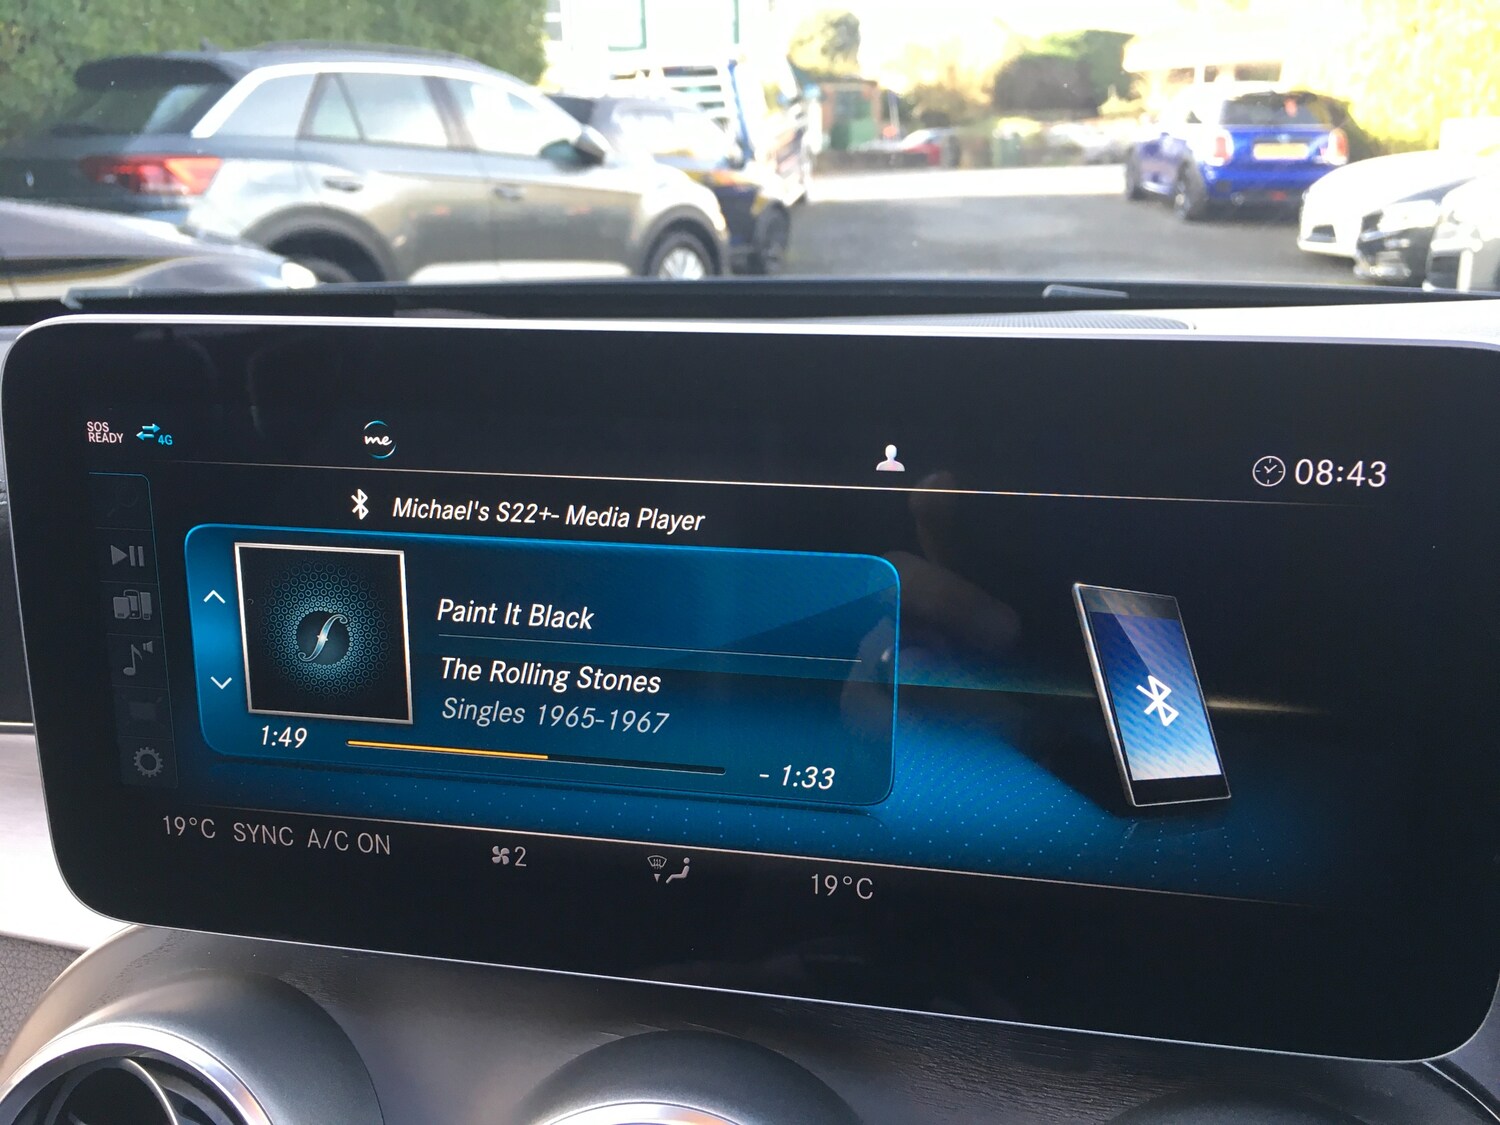 SOS
READY
4G
me
08:43
Michael's S22+- Media Player
Paint It Black
The Rolling Stones
Singles 1965-1967
1:49
- 1:33
19°C SYNC A/C ON
2
19°C